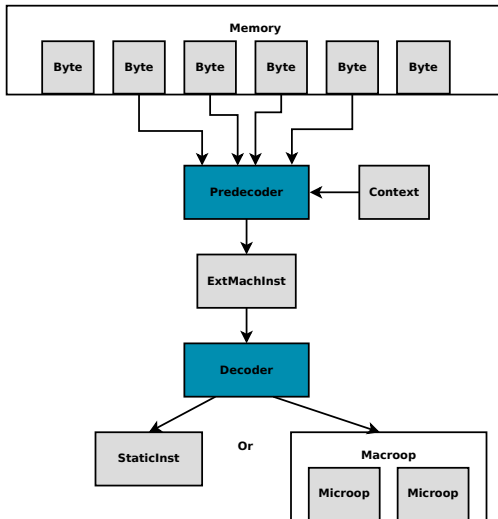 Memory
Byte Byte Byte Byte Byte Byte
Predecoder
Context
ExtMachInst
Decoder
StaticInst
Or
Macroop
Microop Microop